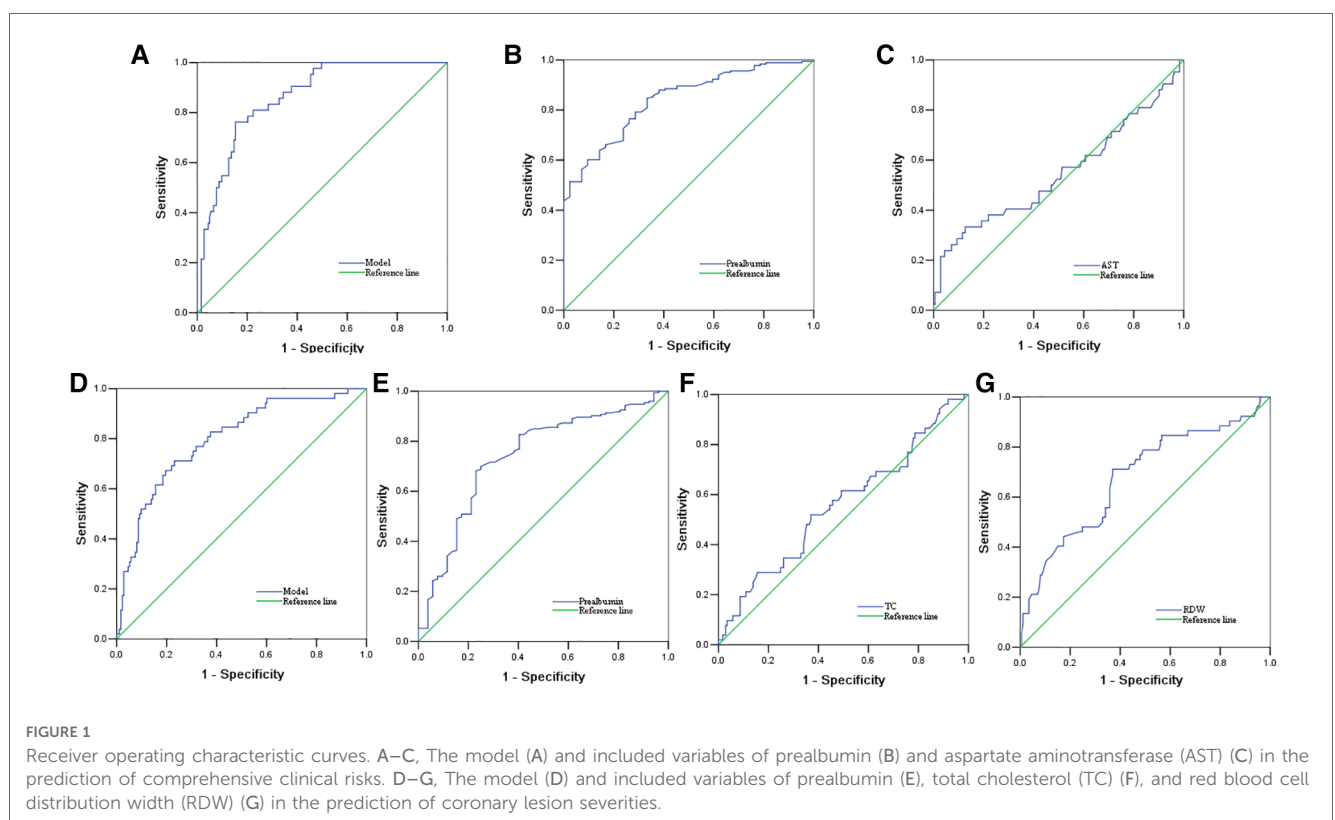 A
1.0
0.8
0.6
0.4
0.2
0.0
Sensitivity
0.0 0.2 0.4 0.6 0.8 1.0
1 - Specificity
Model
Reference line
B
1.0
0.8
0.6
0.4
0.2
0.0
Sensitivity
0.0 0.2 0.4 0.6 0.8 1.0
1 - Specificity
Prealbumin
Reference line
C
1.0
0.8
0.6
0.4
0.2
0.0
Sensitivity
0.0 0.2 0.4 0.6 0.8 1.0
1 - Specificity
AST
Reference line
D
1.0
0.8
0.6
0.4
0.2
0.0
Sensitivity
0.0 0.2 0.4 0.6 0.8 1.0
1 - Specificity
Model
Reference line
E
1.0
0.8
0.6
0.4
0.2
0.0
Sensitivity
0.0 0.2 0.4 0.6 0.8 1.0
1 - Specificity
Prealbumin
Reference line
F
1.0
0.8
0.6
0.4
0.2
0.0
Sensitivity
0.0 0.2 0.4 0.6 0.8 1.0
1 - Specificity
TC
Reference line
G
1.0
0.8
0.6
0.4
0.2
0.0
Sensitivity
0.0 0.2 0.4 0.6 0.8 1.0
1 - Specificity
RDW
Reference line
FIGURE 1
Receiver operating characteristic curves. A–C, The model (A) and included variables of prealbumin (B) and aspartate aminotransferase (AST) (C) in the
prediction of comprehensive clinical risks. D–G, The model (D) and included variables of prealbumin (E), total cholesterol (TC) (F), and red blood cell
distribution width (RDW) (G) in the prediction of coronary lesion severities.